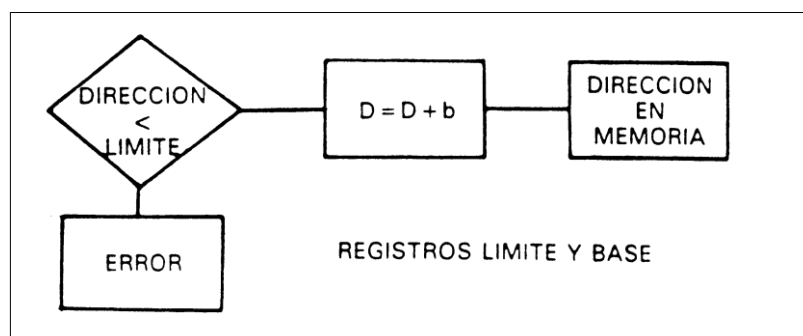 DIRECCION
<
LIMITE
D = D + b
DIRECCION
EN
MEMORIA
ERROR
REGISTROS LIMITE Y BASE